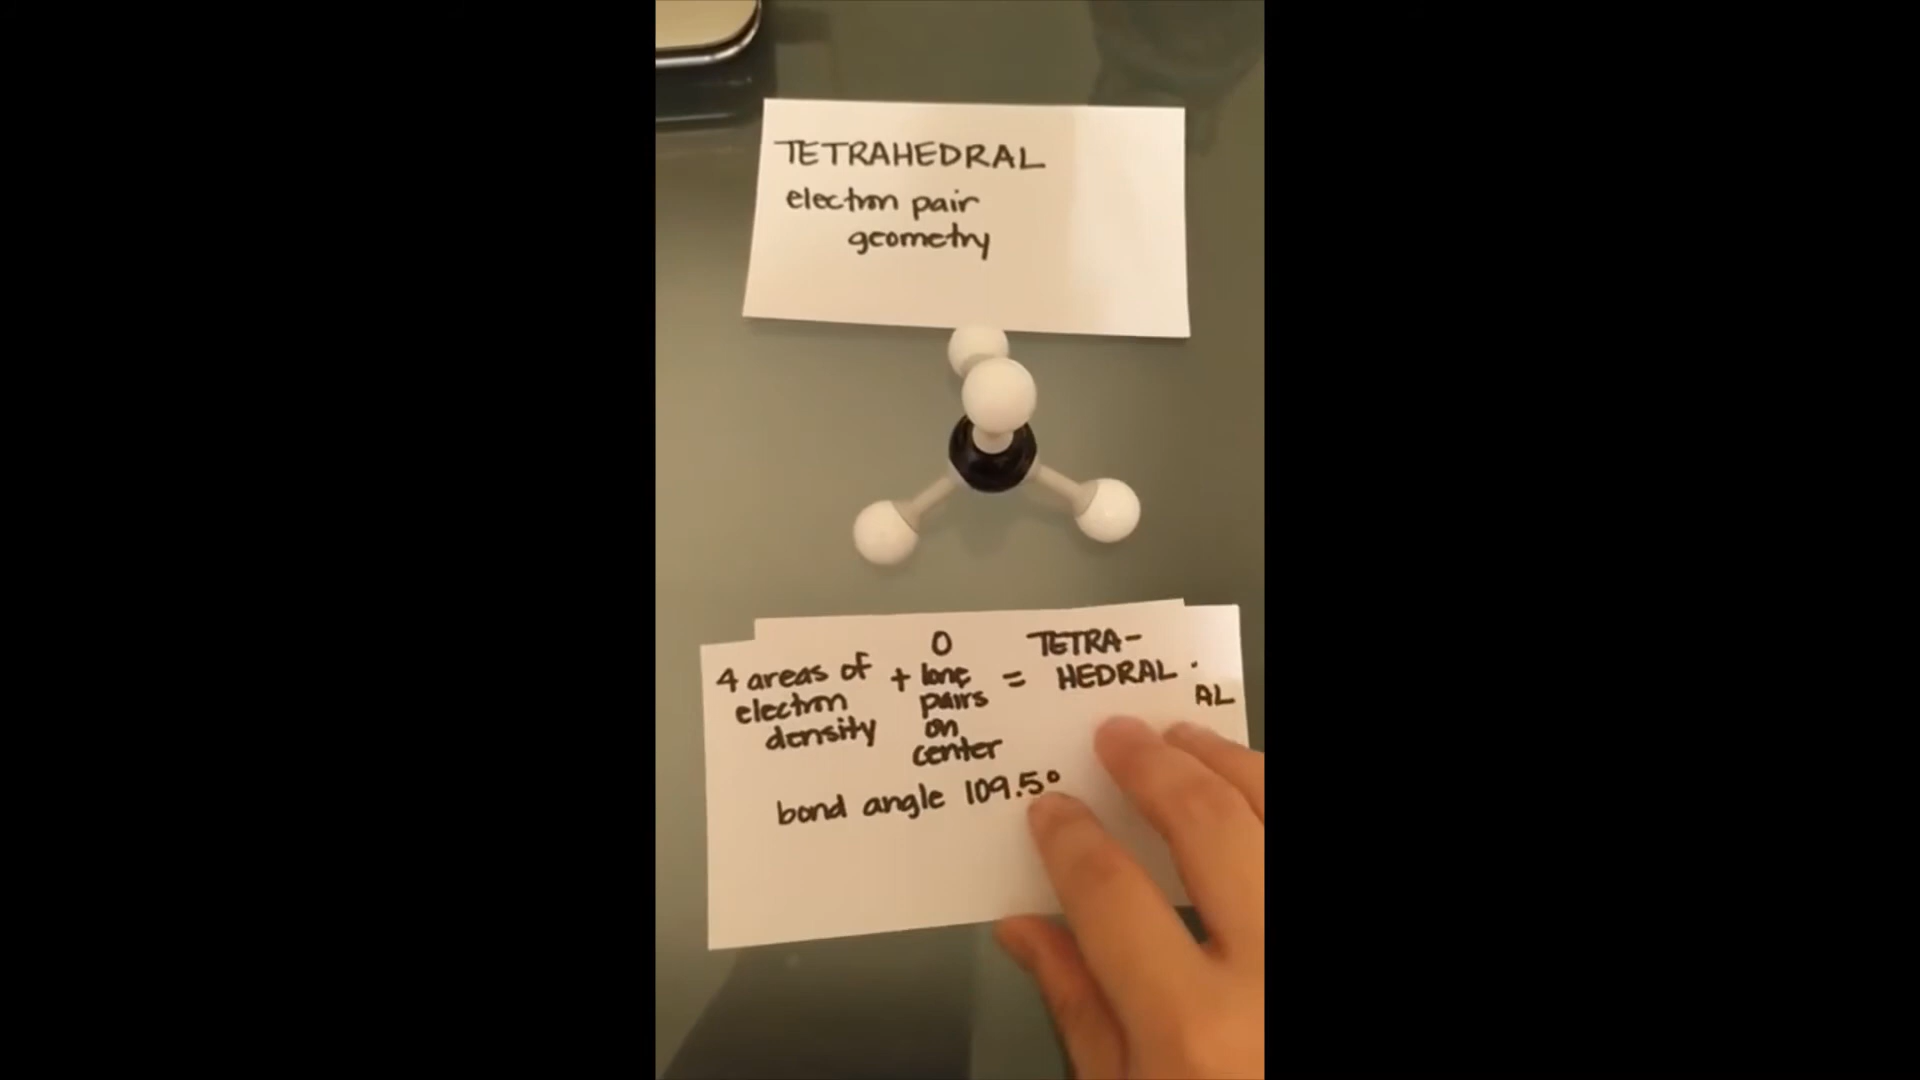 TETRAHEDRAL
electron pair
geometry
4 areas of
electron
density
+
0
lone
pairs
on
center
=
TETRA-
HEDRAL
AL
bond angle 109.5°